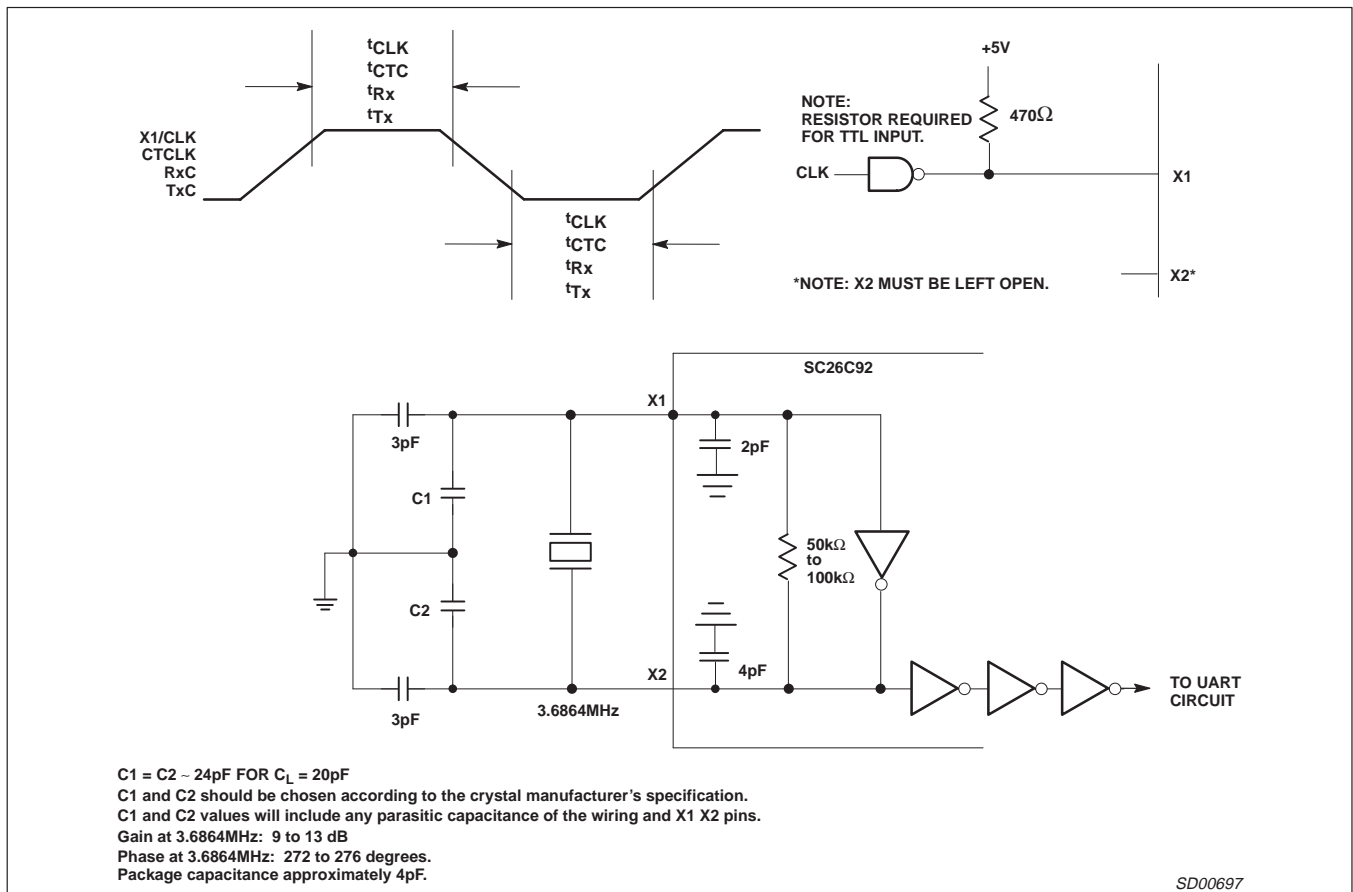 tCLK
tCTC
tRx
tTx
X1/CLK
CTCLK
RxC
TxC
tCLK
tCTC
tRx
tTx
+5V
470Ω
NOTE:
RESISTOR REQUIRED
FOR TTL INPUT.
CLK
X1
X2*
*NOTE: X2 MUST BE LEFT OPEN.
SC26C92
X1
3pF
2pF
C1
50kΩ
to
100kΩ
C2
4pF
X2
3pF
3.6864MHz
TO UART
CIRCUIT
C1 = C2 ~ 24pF FOR CL = 20pF
C1 and C2 should be chosen according to the crystal manufacturer's specification.
C1 and C2 values will include any parasitic capacitance of the wiring and X1 X2 pins.
Gain at 3.6864MHz: 9 to 13 dB
Phase at 3.6864MHz: 272 to 276 degrees.
Package capacitance approximately 4pF.
SD00697